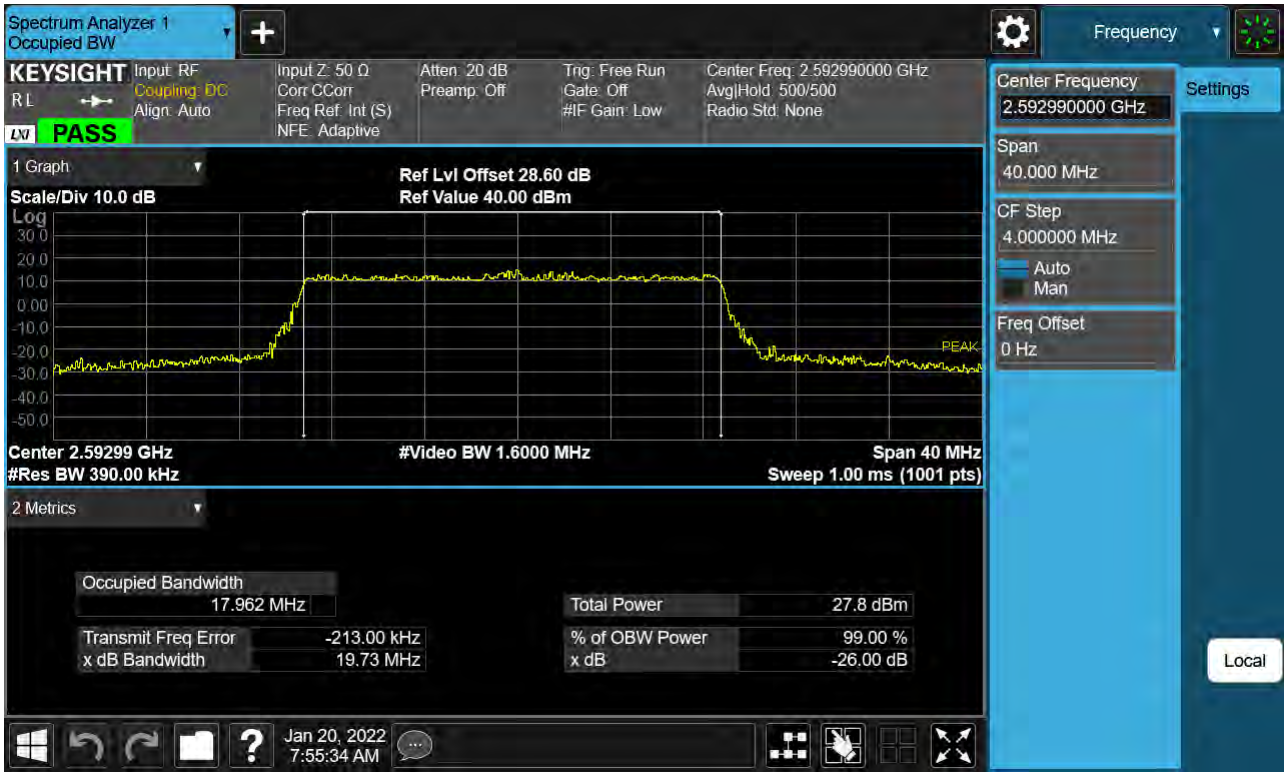 Spectrum Analyzer 1
Occupied BW
Frequency
KEYSIGHT
RL
LXI
PASS
Input: RF
Coupling: DC
Align: Auto
Input Z: 50 Ω
Corr CCorr
Freq Ref: Int (S)
NFE: Adaptive
Atten: 20 dB
Preamp: Off
Trig: Free Run
Gate: Off
#IF Gain: Low
Center Freq: 2.592990000 GHz
Avg|Hold: 500/500
Radio Std: None
Center Frequency
2.592990000 GHz
Settings
Span
40.000 MHz
CF Step
4.000000 MHz
Auto
Man
Freq Offset
0 Hz
Local
1 Graph
Scale/Div 10.0 dB
Ref Lvl Offset 28.60 dB
Ref Value 40.00 dBm
Log
30.0
20.0
10.0
0.00
-10.0
-20.0
-30.0
-40.0
-50.0
PEAK
Center 2.59299 GHz
#Video BW 1.6000 MHz
Span 40 MHz
#Res BW 390.00 kHz
Sweep 1.00 ms (1001 pts)
2 Metrics
Occupied Bandwidth
17.962 MHz
Total Power 27.8 dBm
Transmit Freq Error -213.00 kHz
% of OBW Power 99.00 %
x dB Bandwidth 19.73 MHz
x dB -26.00 dB
Jan 20, 2022
7:55:34 AM